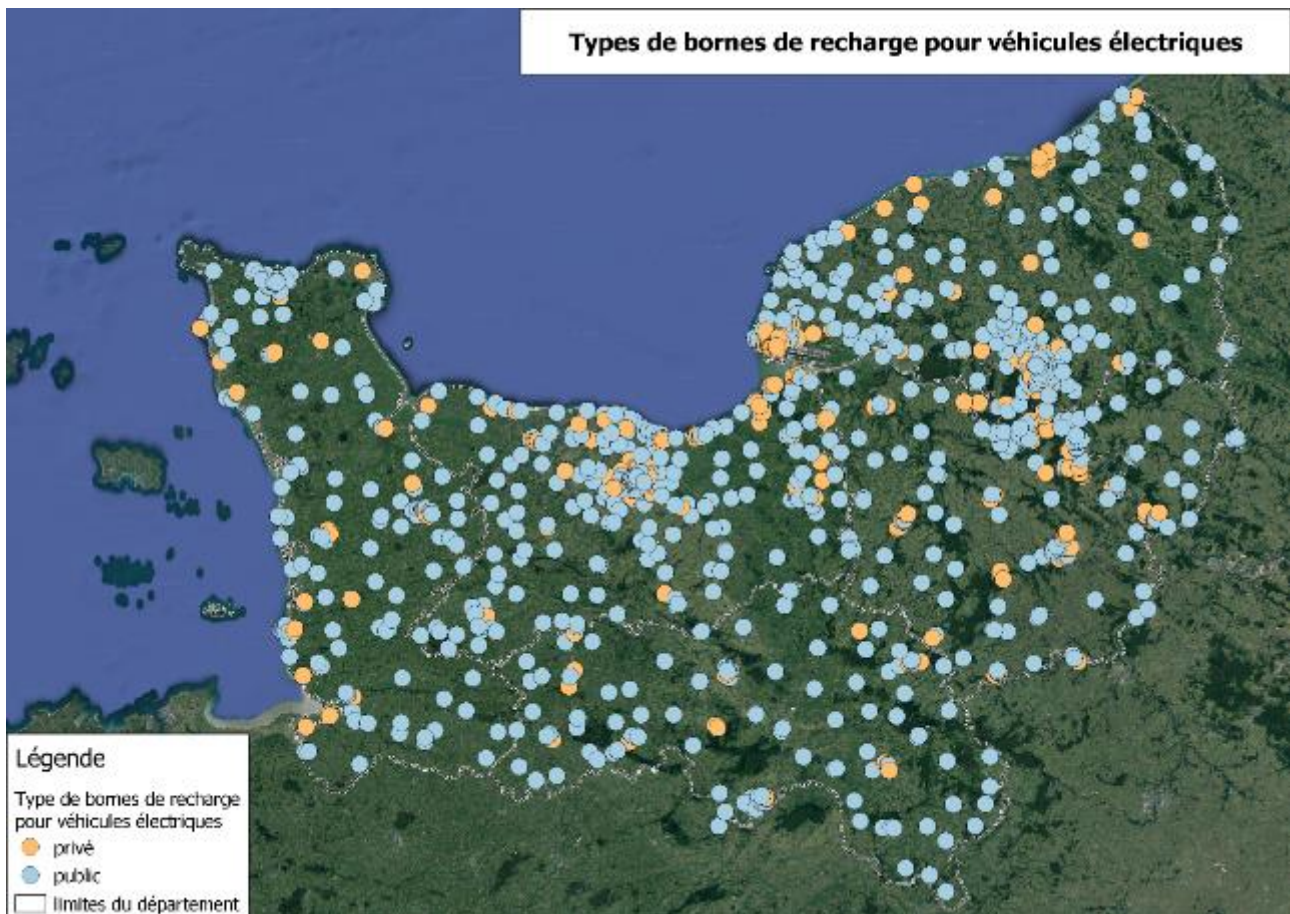 Types de bornes de recharge pour véhicules électriques
Légende
Type de bornes de recharge
pour véhicules électriques
privé
public
limites du département